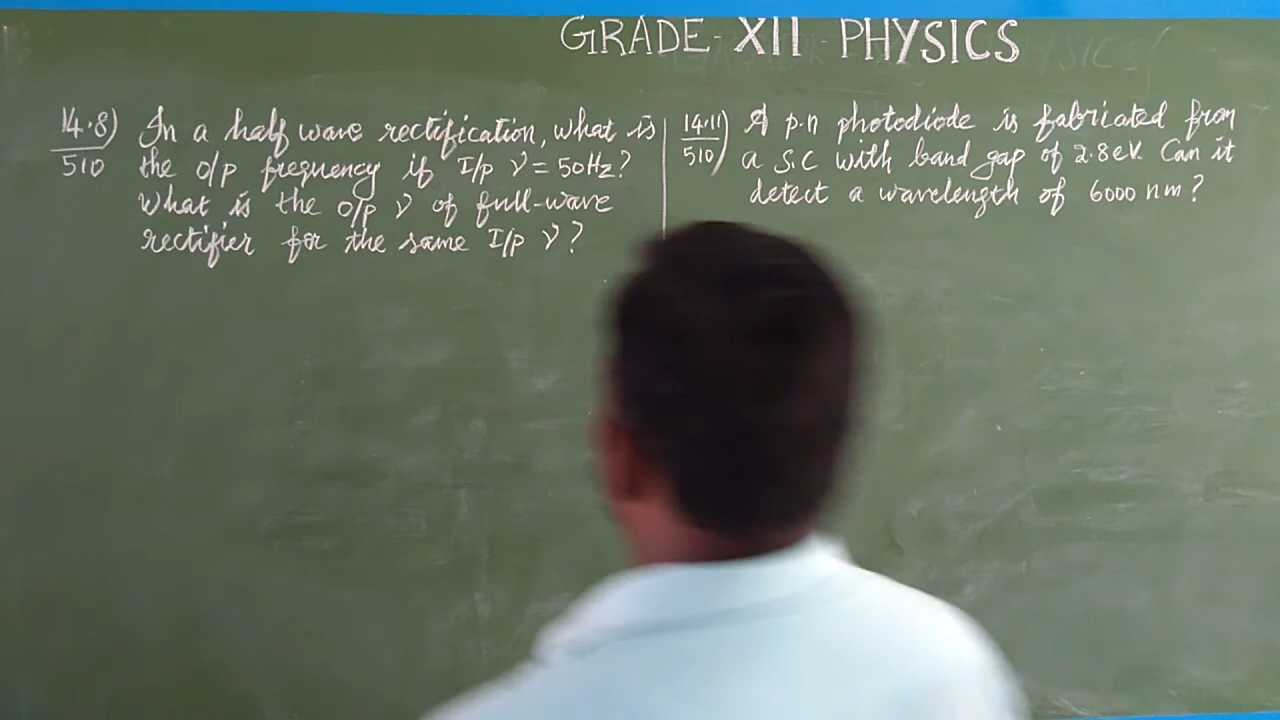 GRADE-XII-PHYSICS
14.8)
510
In a half wave rectification, what is
the o/p frequency if I/p ν = 50Hz?
What is the o/p ν of full-wave
rectifier for the same I/p ν?
14.11)
510
A p.n photodiode is fabricated from
a S.C with band gap of 2.8eV. Can it
detect a wavelength of 6000 nm?